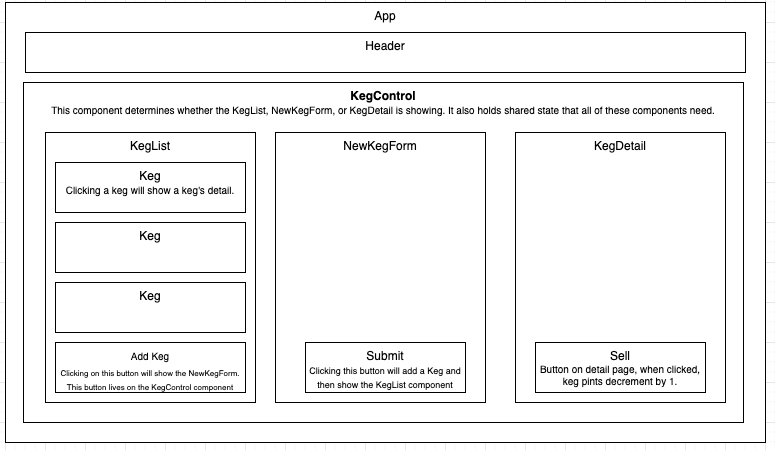 App
Header
KegControl
This component determines whether the KegList, NewKegForm, or KegDetail is showing. It also holds shared state that all of these components need.
KegList
Keg
Clicking a keg will show a keg's detail.
Keg
Keg
Add Keg
Clicking on this button will show the NewKegForm.
This button lives on the KegControl component
NewKegForm
Submit
Clicking this button will add a Keg and
then show the KegList component
KegDetail
Sell
Button on detail page, when clicked,
keg pints decrement by 1.